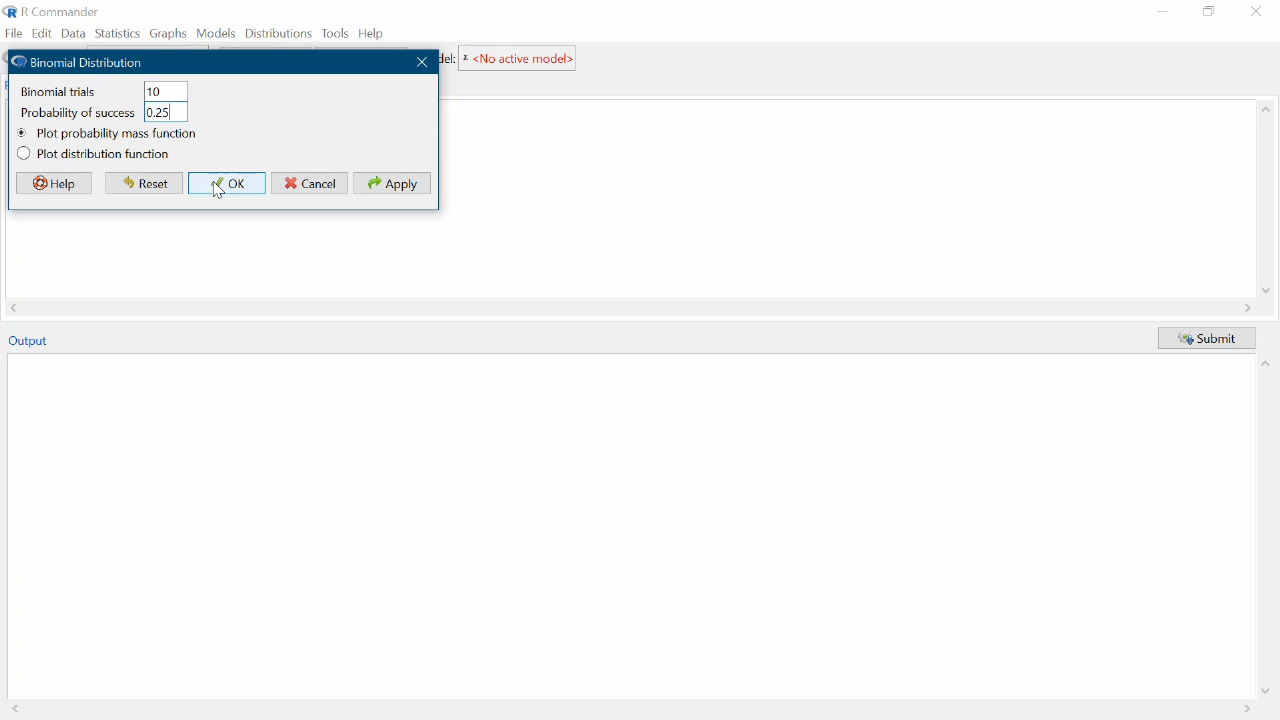 R Commander
File Edit Data Statistics Graphs Models Distributions Tools Help
Binomial Distribution
del: Σ <No active model>
Binomial trials 10
Probability of success 0.25
Plot probability mass function
Plot distribution function
Help Reset OK Cancel Apply
Output
Submit